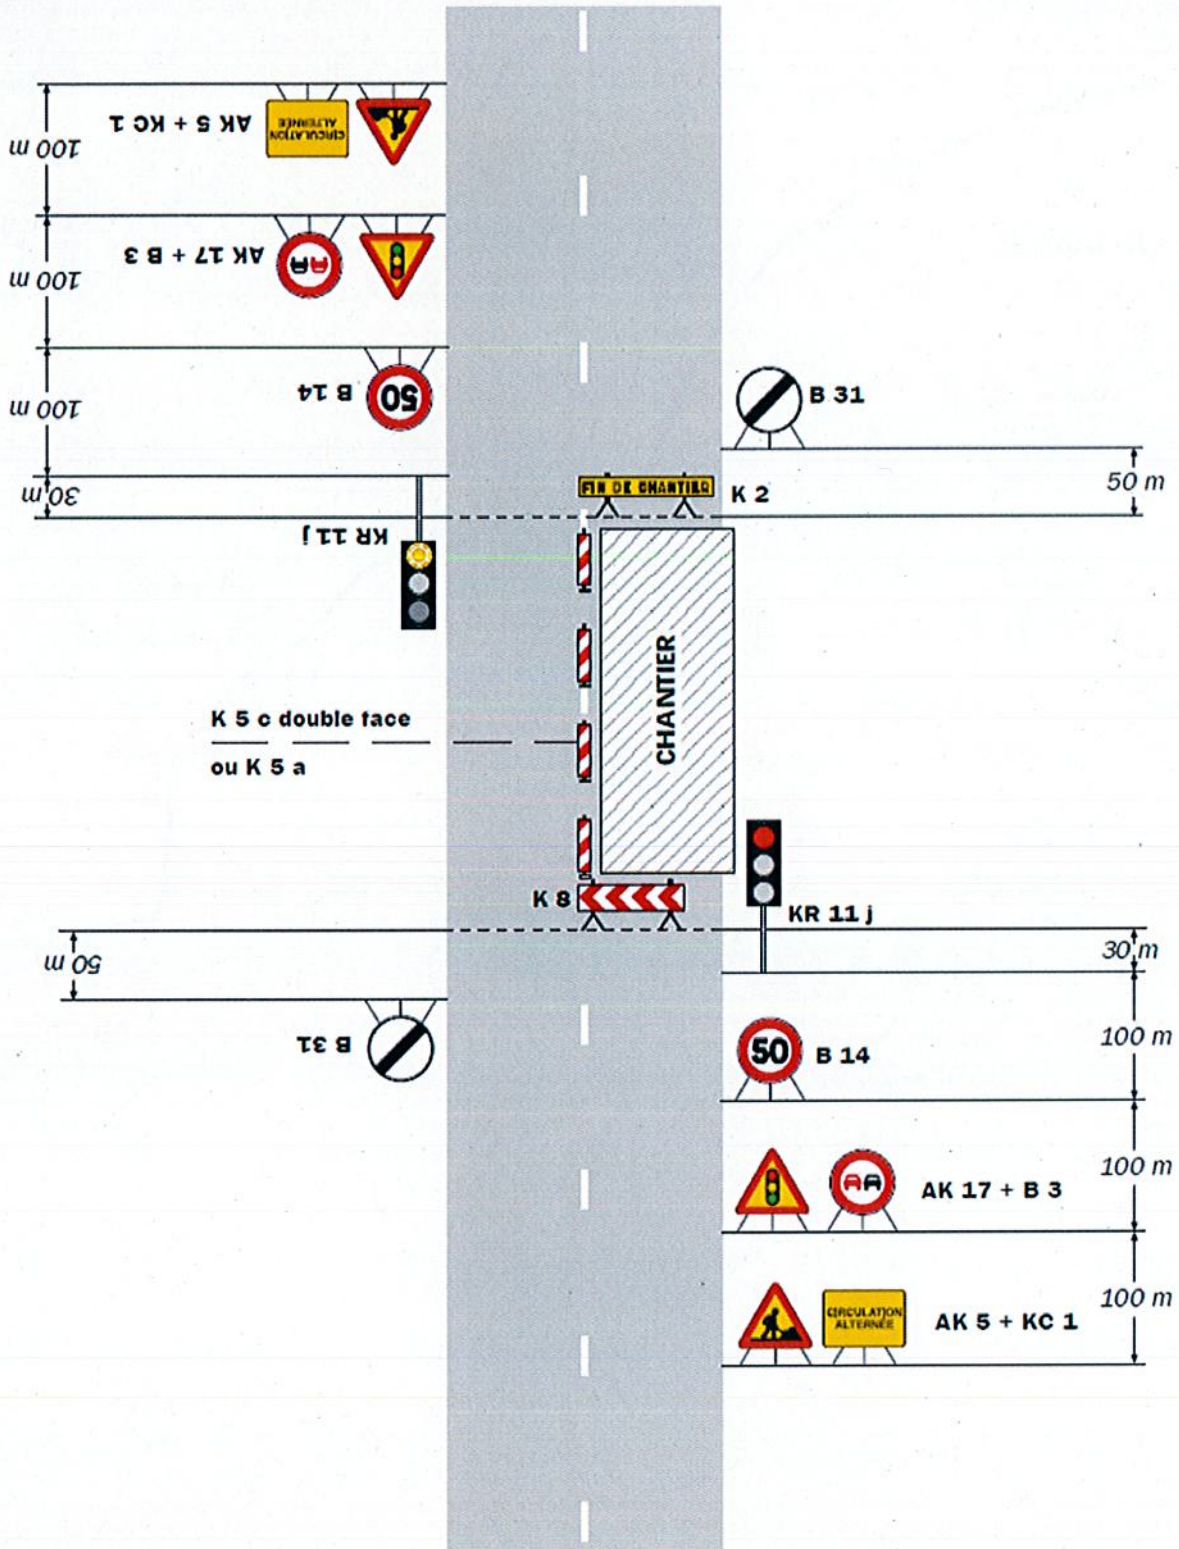 AK 5 + KC 1
CIRCULATION
ALTERNÉE
100 m
AK 17 + B 3
100 m
B 14
50
100 m
B 31
30 m
FIN DE CHANTIER
K 2
50 m
KR 11 j
CHANTIER
K 5 c double face
ou K 5 a
K 8
KR 11 j
50 m
30 m
B 31
50
B 14
100 m
AK 17 + B 3
100 m
CIRCULATION
ALTERNÉE
AK 5 + KC 1
100 m